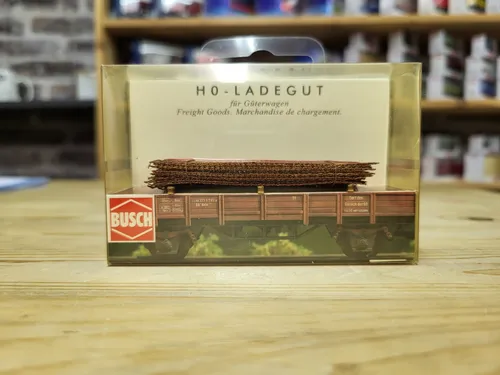 H0-LADEGUT
für Güterwagen
Freight Goods. Marchandise de chargement.
BUSCH